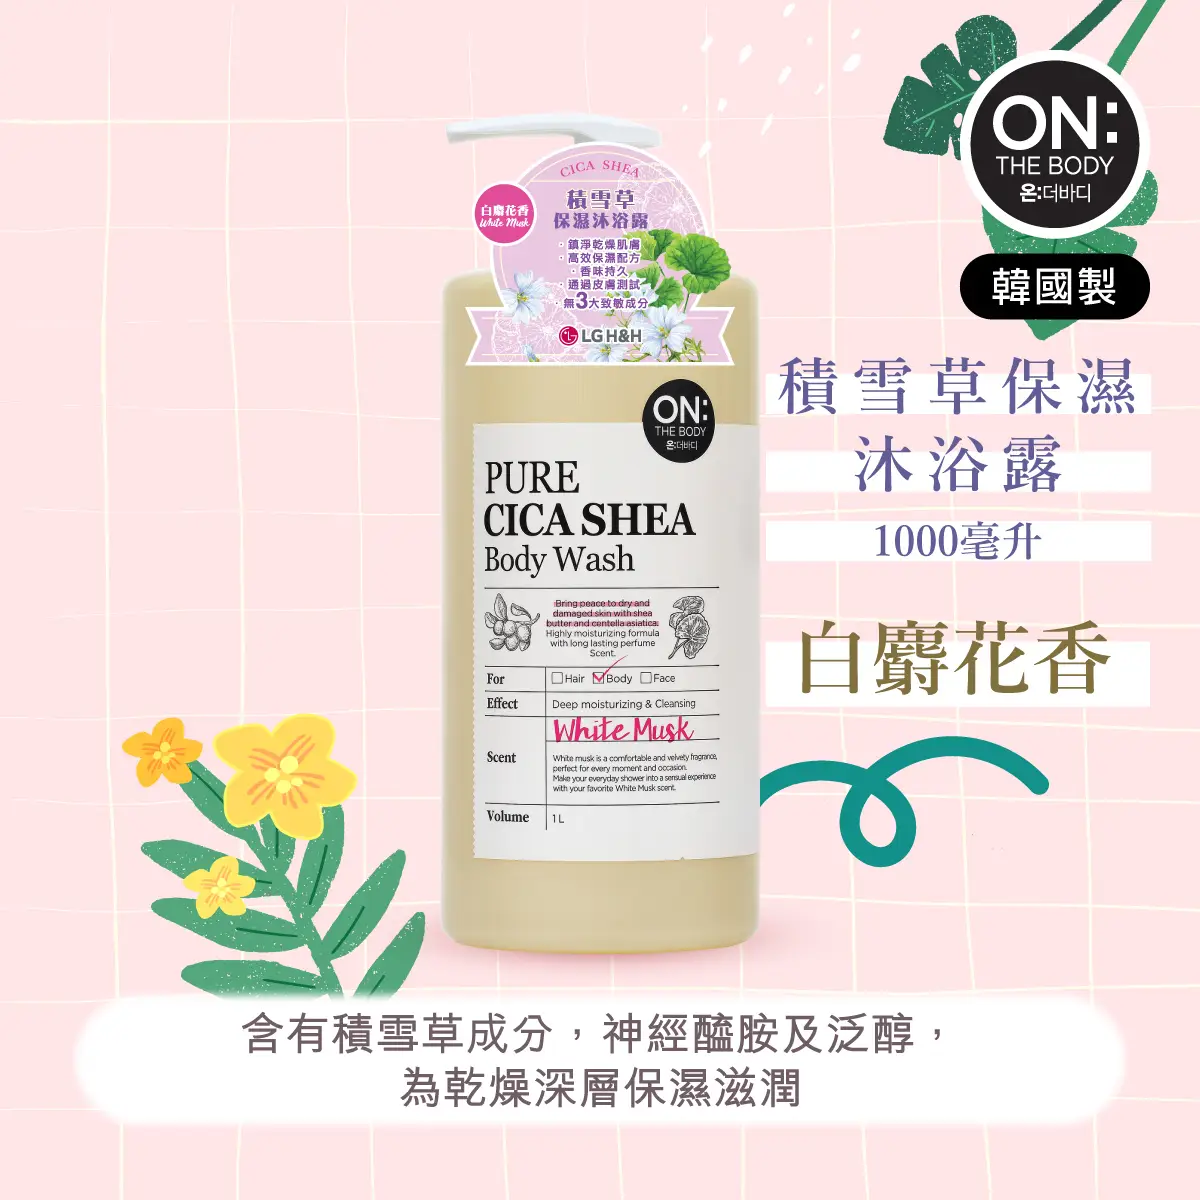 ON:
THE BODY
온:더바디
韓國製
CICA SHEA
白麝花香
White Musk
積雪草
保濕沐浴露
· 鎮淨乾燥肌膚
· 高效保濕配方
· 香味持久
· 通過皮膚測試
· 無3大致敏成分
LG H&H
積雪草保濕
沐浴露
1000毫升
白麝花香
ON:
THE BODY
온:더바디
PURE
CICA SHEA
Body Wash
Bring peace to dry and
damaged skin with shea
butter and centella asiatica.
Highly moisturizing formula
with long lasting perfume
Scent.
For
Hair Body Face
Effect
Deep moisturizing & Cleansing
Scent
White Musk
White musk is a comfortable and velvety fragrance,
perfect for every moment and occasion.
Make your everyday shower into a sensual experience
with your favorite White Musk scent.
Volume
1 L
含有積雪草成分，神經醯胺及泛醇，
為乾燥深層保濕滋潤